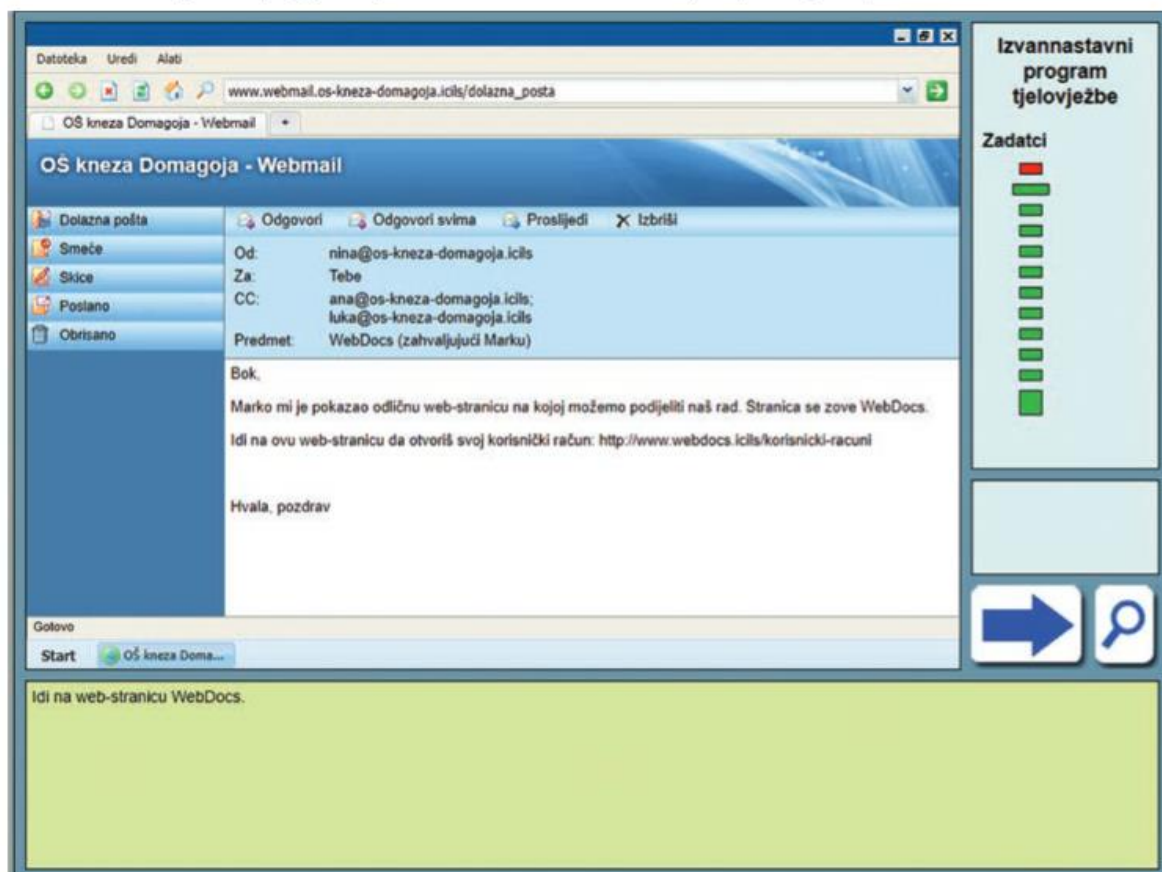 Datoteka Uredi Alati
www.webmail.os-kneza-domagoja.icils/dolazna_posta
OŠ kneza Domagoja - Webmail +
OŠ kneza Domagoja - Webmail
Dolazna pošta
Smeće
Skice
Poslano
Obrisano
Odgovori Odgovori svima Proslijedi Izbriši
Od: nina@os-kneza-domagoja.icils
Za: Tebe
CC: ana@os-kneza-domagoja.icils;
luka@os-kneza-domagoja.icils
Predmet: WebDocs (zahvaljujući Marku)
Bok,
Marko mi je pokazao odličnu web-stranicu na kojoj možemo podijeliti naš rad. Stranica se zove WebDocs.
Idi na ovu web-stranicu da otvoriš svoj korisnički račun: http://www.webdocs.icils/korisnicki-racuni
Hvala, pozdrav
Gotovo
Start OŠ kneza Doma...
Izvannastavni
program
tjelovježbe
Zadatci
Idi na web-stranicu WebDocs.